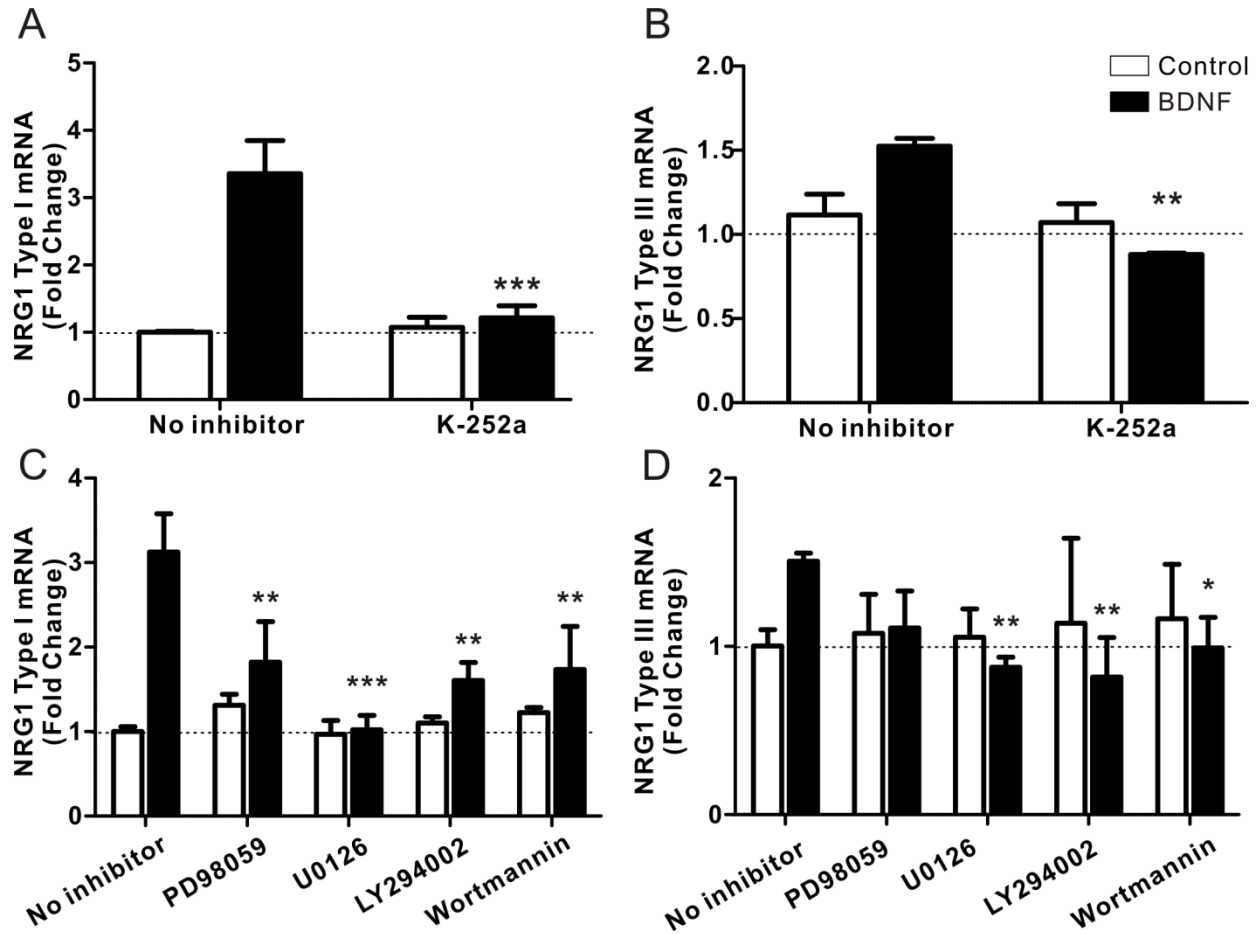 A
NRG1 Type I mRNA
(Fold Change)
5
4
3
2
1
0
***
No inhibitor
K-252a
B
Control
BDNF
NRG1 Type III mRNA
(Fold Change)
2.0
1.5
1.0
0.5
0.0
**
No inhibitor
K-252a
C
NRG1 Type I mRNA
(Fold Change)
4
3
2
1
0
**
***
**
**
No inhibitor
PD98059
U0126
LY294002
Wortmannin
D
NRG1 Type III mRNA
(Fold Change)
2
1
0
**
**
*
No inhibitor
PD98059
U0126
LY294002
Wortmannin